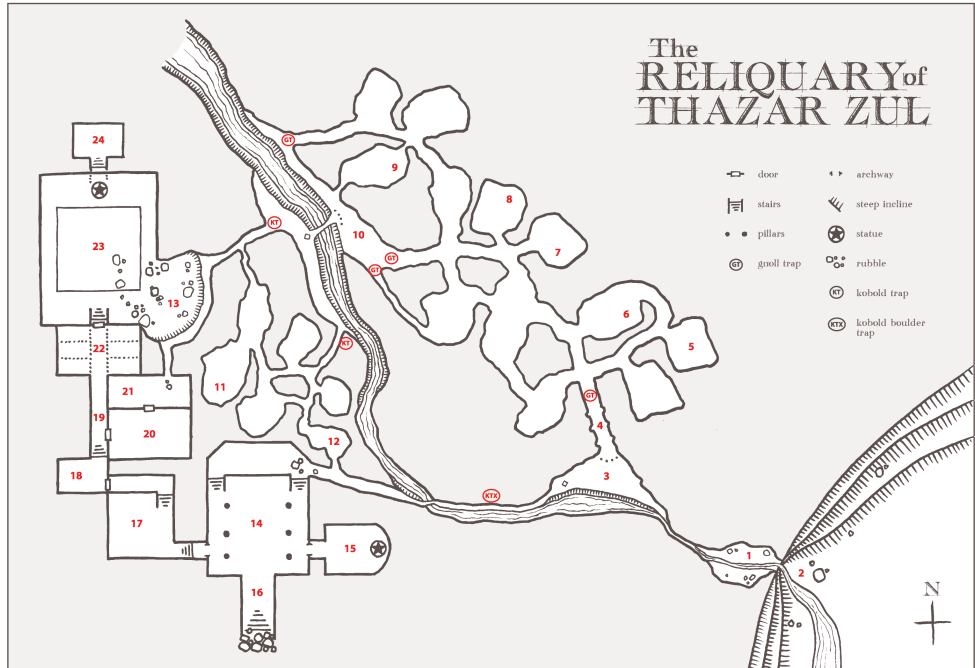 The
RELIQUARY of
THAZAR ZUL
door
archway
stairs
steep incline
pillars
statue
GT
gnoll trap
rubble
KT
kobold trap
KTX
kobold boulder
trap
24
GT
9
8
KT
10
7
23
GT
GT
13
6
22
KT
5
11
21
GT
19
4
20
12
18
3
KTX
17
14
15
1
2
16
N